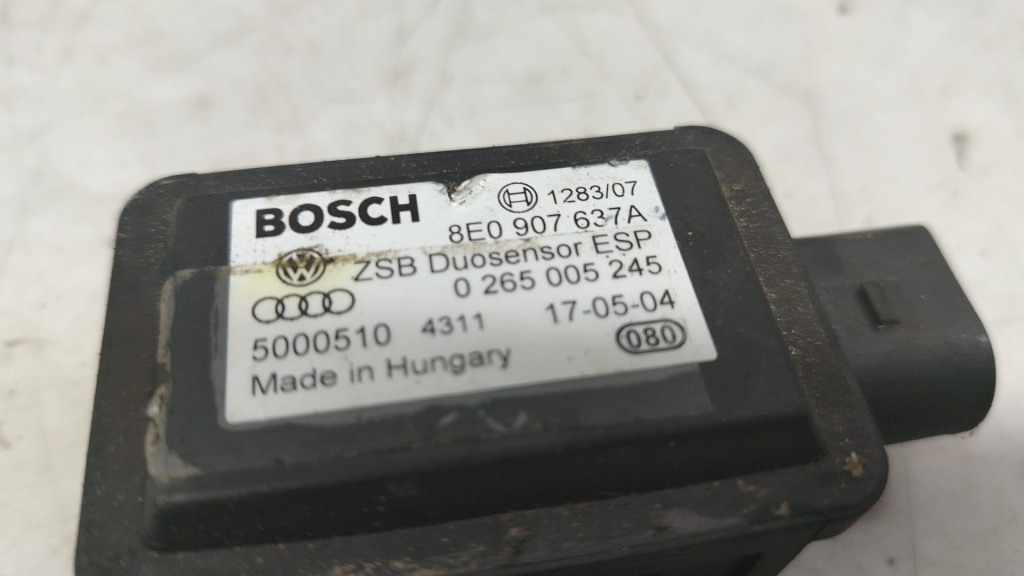 BOSCH 1283/07
8E0 907 637A
VW ZSB Duosensor ESP
0 265 005 245
5000510 4311 17-05-04
Made in Hungary 080